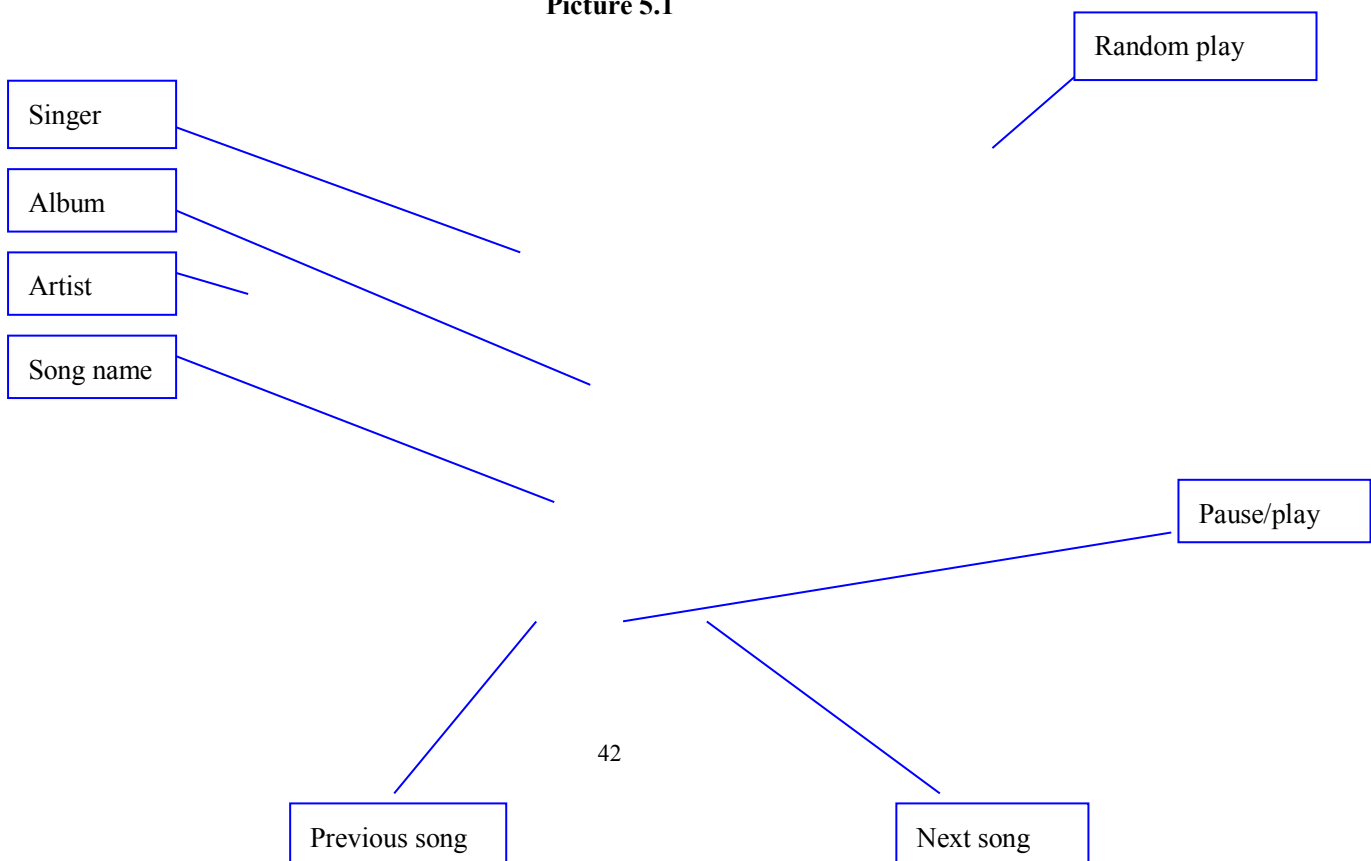 Picture 5.1
Random play
Singer
Album
Artist
Song name
Pause/play
42
Previous song
Next song